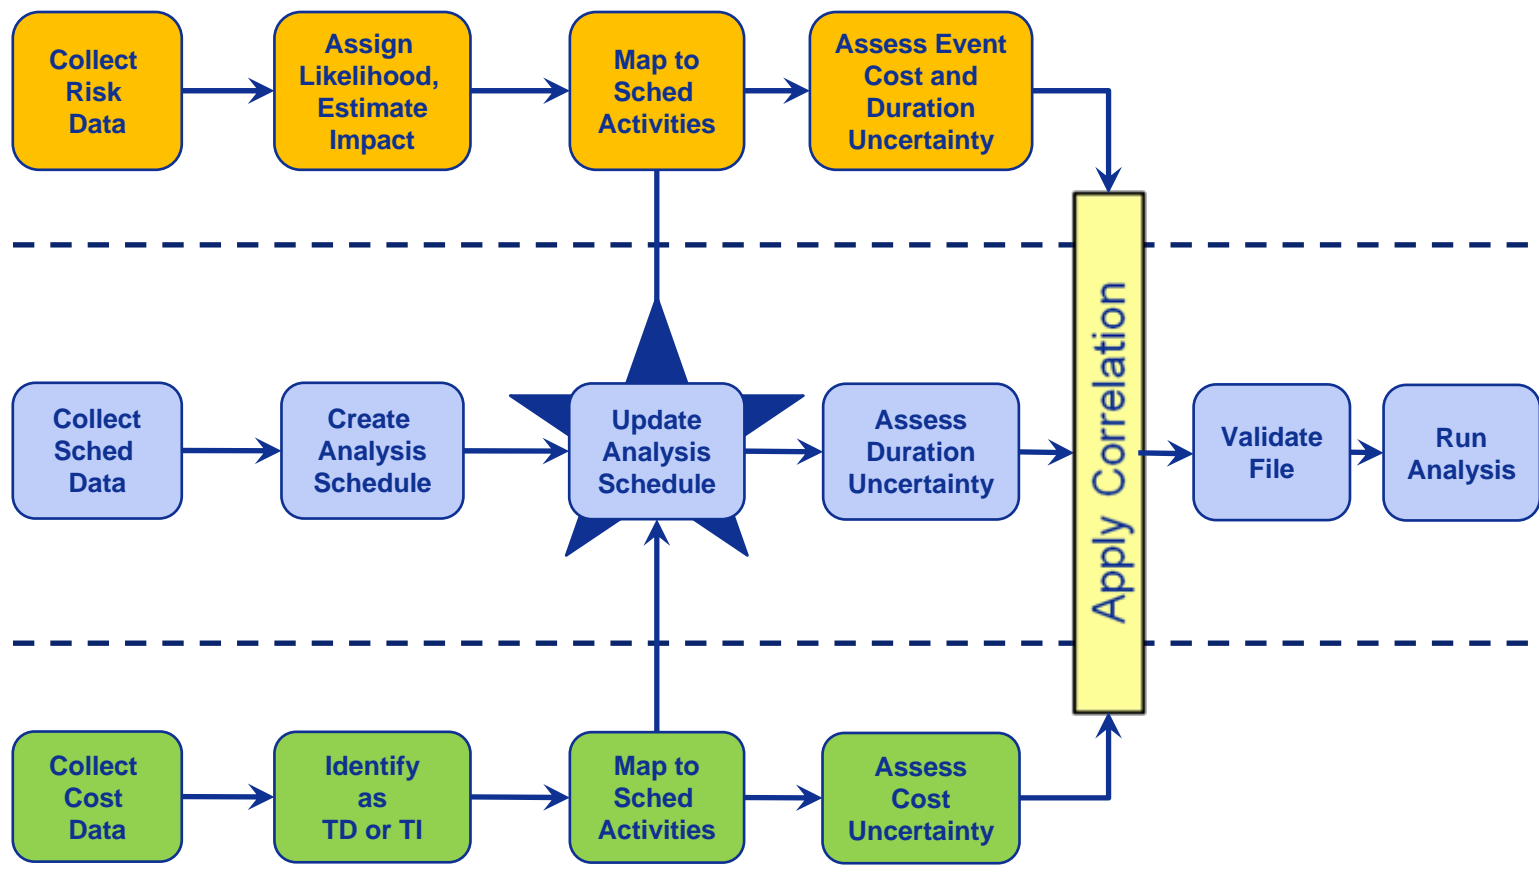 Collect
Risk
Data
Assign
Likelihood,
Estimate
Impact
Map to
Sched
Activities
Assess Event
Cost and
Duration
Uncertainty
Apply Correlation
Collect
Sched
Data
Create
Analysis
Schedule
Update
Analysis
Schedule
Assess
Duration
Uncertainty
Validate
File
Run
Analysis
Collect
Cost
Data
Identify
as
TD or TI
Map to
Sched
Activities
Assess
Cost
Uncertainty